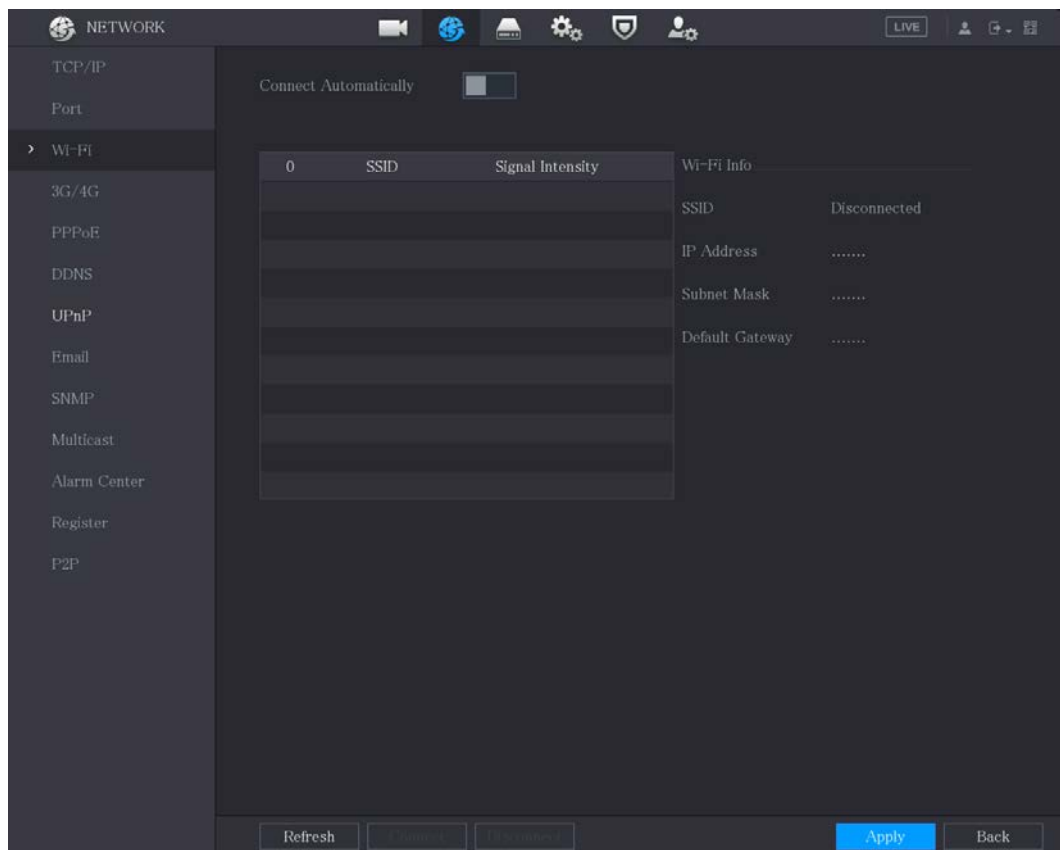 NETWORK
LIVE
TCP/IP
Port
Wi-Fi
3G/4G
PPPoE
DDNS
UPnP
Email
SNMP
Multicast
Alarm Center
Register
P2P
Connect Automatically
0 SSID Signal Intensity
Wi-Fi Info
SSID Disconnected
IP Address .......
Subnet Mask .......
Default Gateway .......
Refresh Connect Disconnect Apply Back